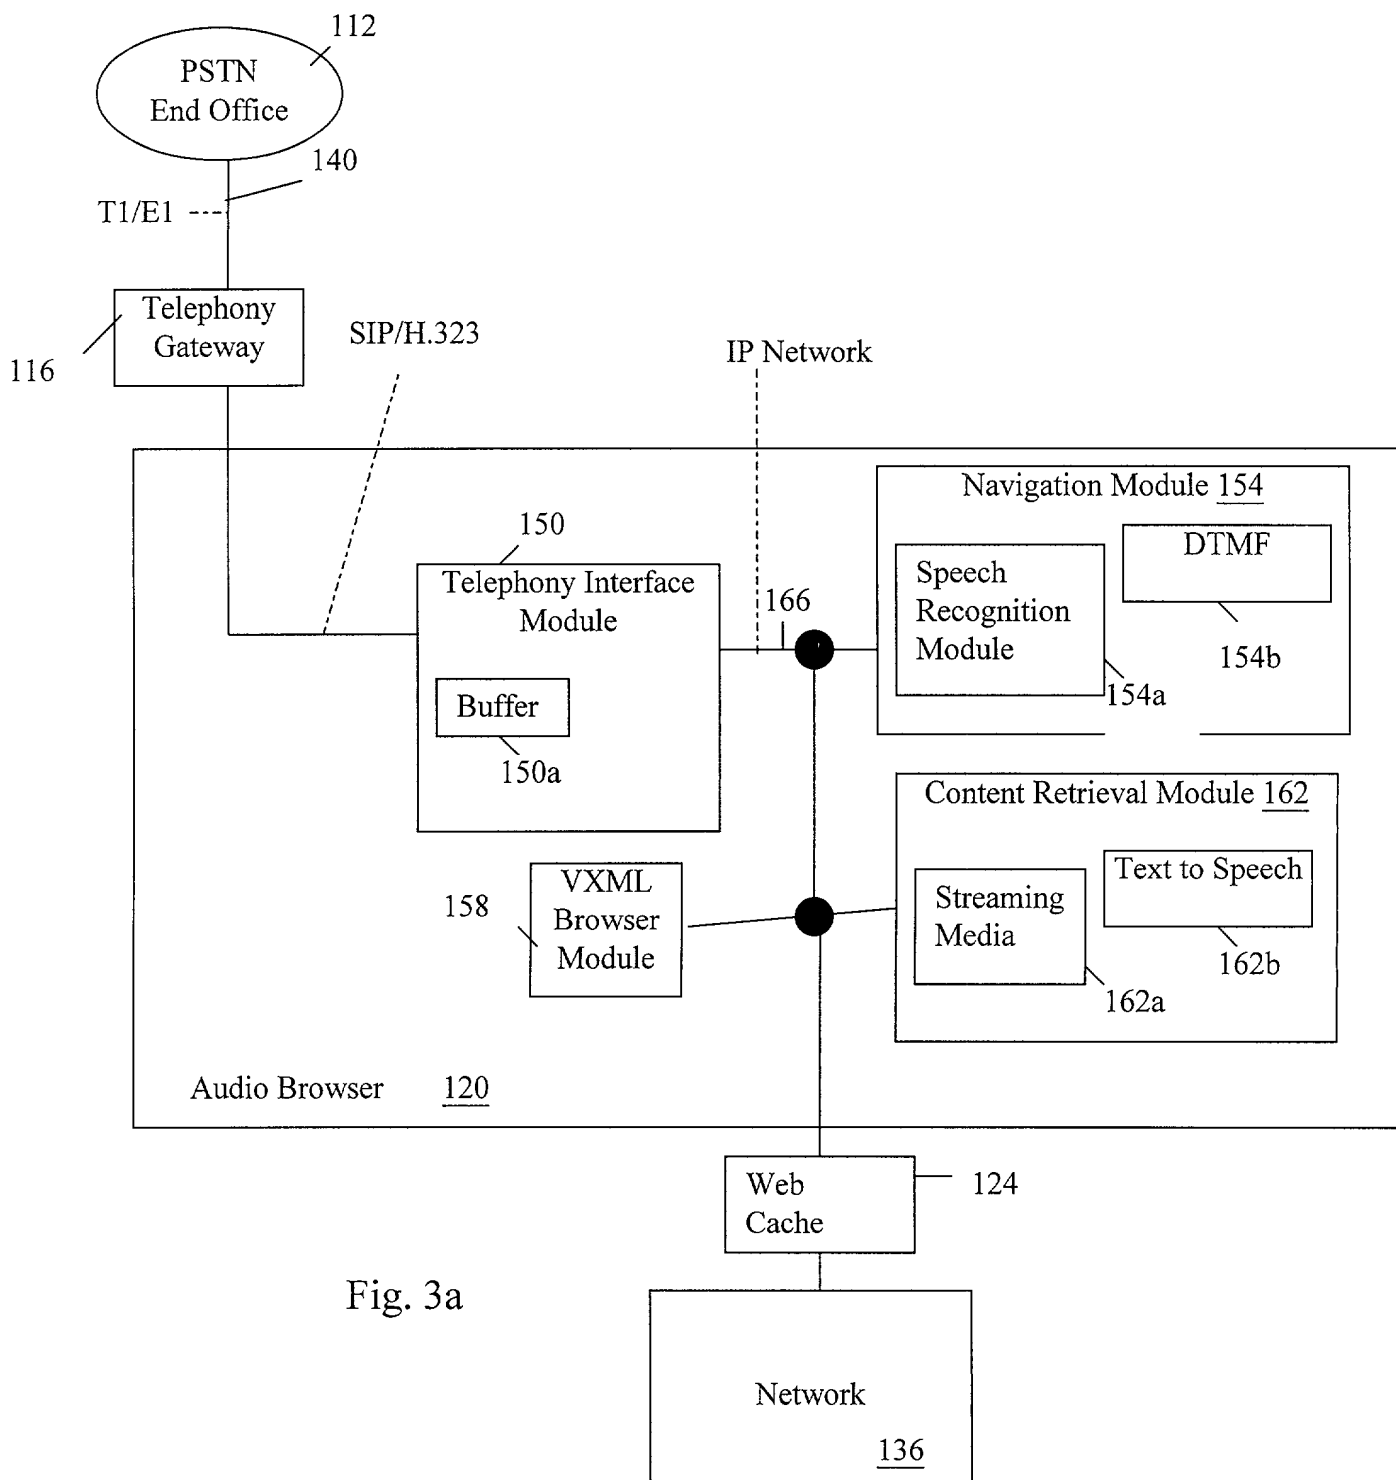 112
PSTN
End Office
140
T1/E1
Telephony
Gateway
116
SIP/H.323
IP Network
Navigation Module 154
150
DTMF
Telephony Interface
Module
166
Speech
Recognition
Module
154b
154a
Buffer
150a
Content Retrieval Module 162
VXML
Browser
Module
158
Text to Speech
Streaming
Media
162b
162a
Audio Browser 120
Web
Cache
124
Fig. 3a
Network
136